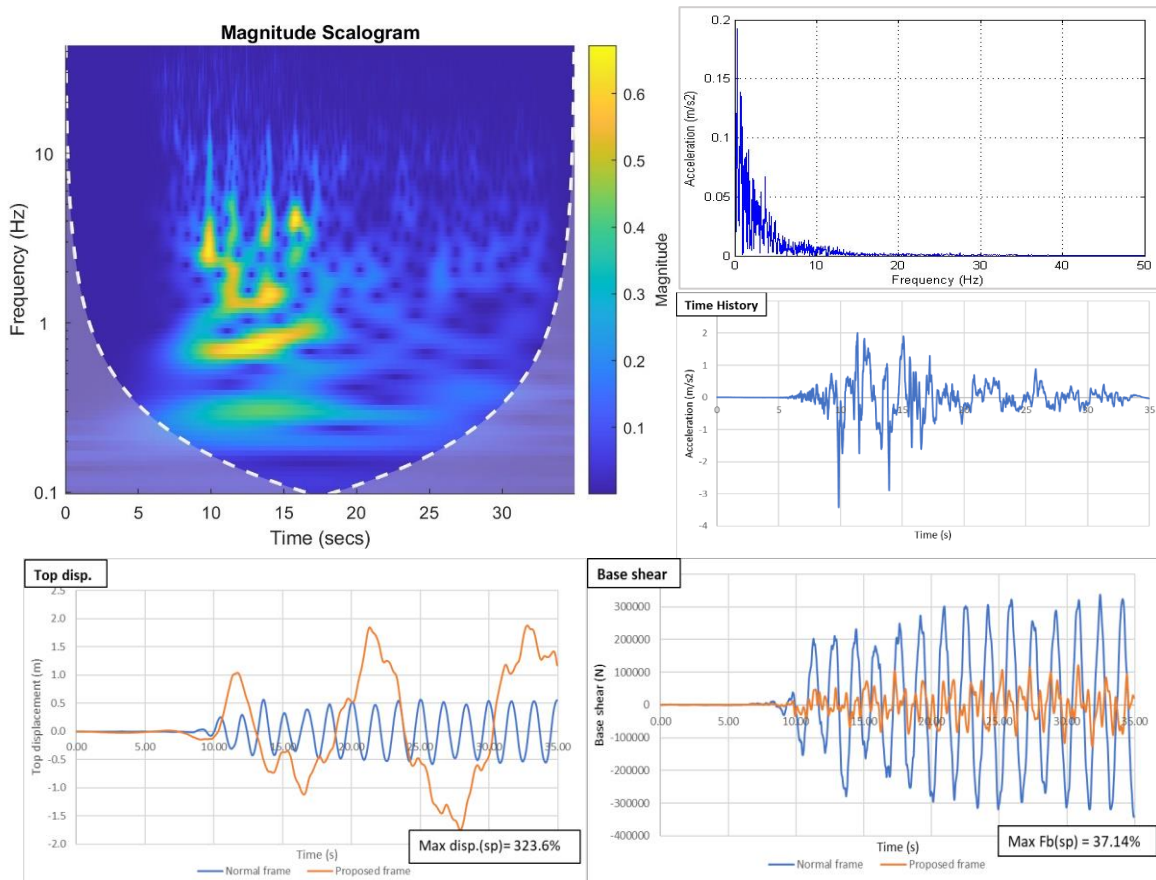 Magnitude Scalogram
Frequency (Hz)
10
1
0.1
0 5 10 15 20 25 30
Time (secs)
0.6
0.5
0.4
0.3
0.2
0.1
Magnitude
Acceleration (m/s2)
0.2
0.15
0.1
0.05
0
0 10 20 30 40 50
Frequency (Hz)
Time History
Acceleration (m/s2)
2
1
0
-1
-2
-3
-4
0 5 10 15 20 25 30 35
Time (s)
Top disp.
Top displacement (m)
2.5
2.0
1.5
1.0
0.5
0.0
-0.5
-1.0
-1.5
-2.0
0.00 5.00 10.00 15.00 20.00 25.00 30.00 35.00
Time (s)
Max disp.(sp)= 323.6%
Normal frame Proposed frame
Base shear
Base shear (N)
300000
200000
100000
0
-100000
-200000
-300000
-400000
0.00 5.00 10.00 15.00 20.00 25.00 30.00 35.00
Time (s)
Max Fb(sp) = 37.14%
Normal frame Proposed frame